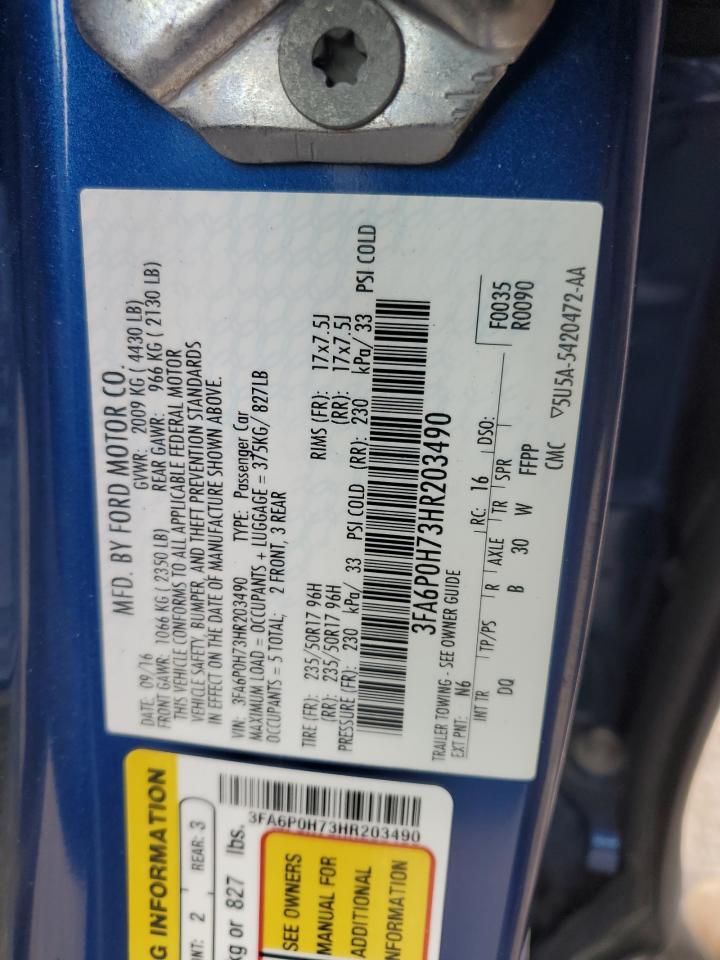 MFD. BY FORD MOTOR CO.
DATE: 09/16 GVWR: 2009 KG ( 4430 LB)
FRONT GAWR: 1066 KG ( 2350 LB) REAR GAWR: 966 KG ( 2130 LB)
THIS VEHICLE CONFORMS TO ALL APPLICABLE FEDERAL MOTOR
VEHICLE SAFETY, BUMPER, AND THEFT PREVENTION STANDARDS
IN EFFECT ON THE DATE OF MANUFACTURE SHOWN ABOVE.
VIN: 3FA6P0H73HR203490 TYPE: Passenger Car
MAXIMUM LOAD = OCCUPANTS + LUGGAGE = 375KG/ 827LB
OCCUPANTS = 5 TOTAL; 2 FRONT, 3 REAR
TIRE (FR): 235/50R17 96H RIMS (FR): 17x7.5J
(RR): 235/50R17 96H (RR): 17x7.5J
PRESSURE (FR): 230 kPa/ 33 PSI COLD (RR): 230 kPa/ 33 PSI COLD
3FA6P0H73HR203490
TRAILER TOWING - SEE OWNER GUIDE
EXT PNT: N6 RC: 16 DSO:
INT TR TP/PS R AXLE TR SPR
DQ B 30 W FFPP
F0035
R0090
CMC ▽5U5A-5420472-AA
G INFORMATION
NT: 2 REAR: 3
kg or 827 lbs.
3FA6P0H73HR203490
SEE OWNERS
MANUAL FOR
ADDITIONAL
NFORMATION